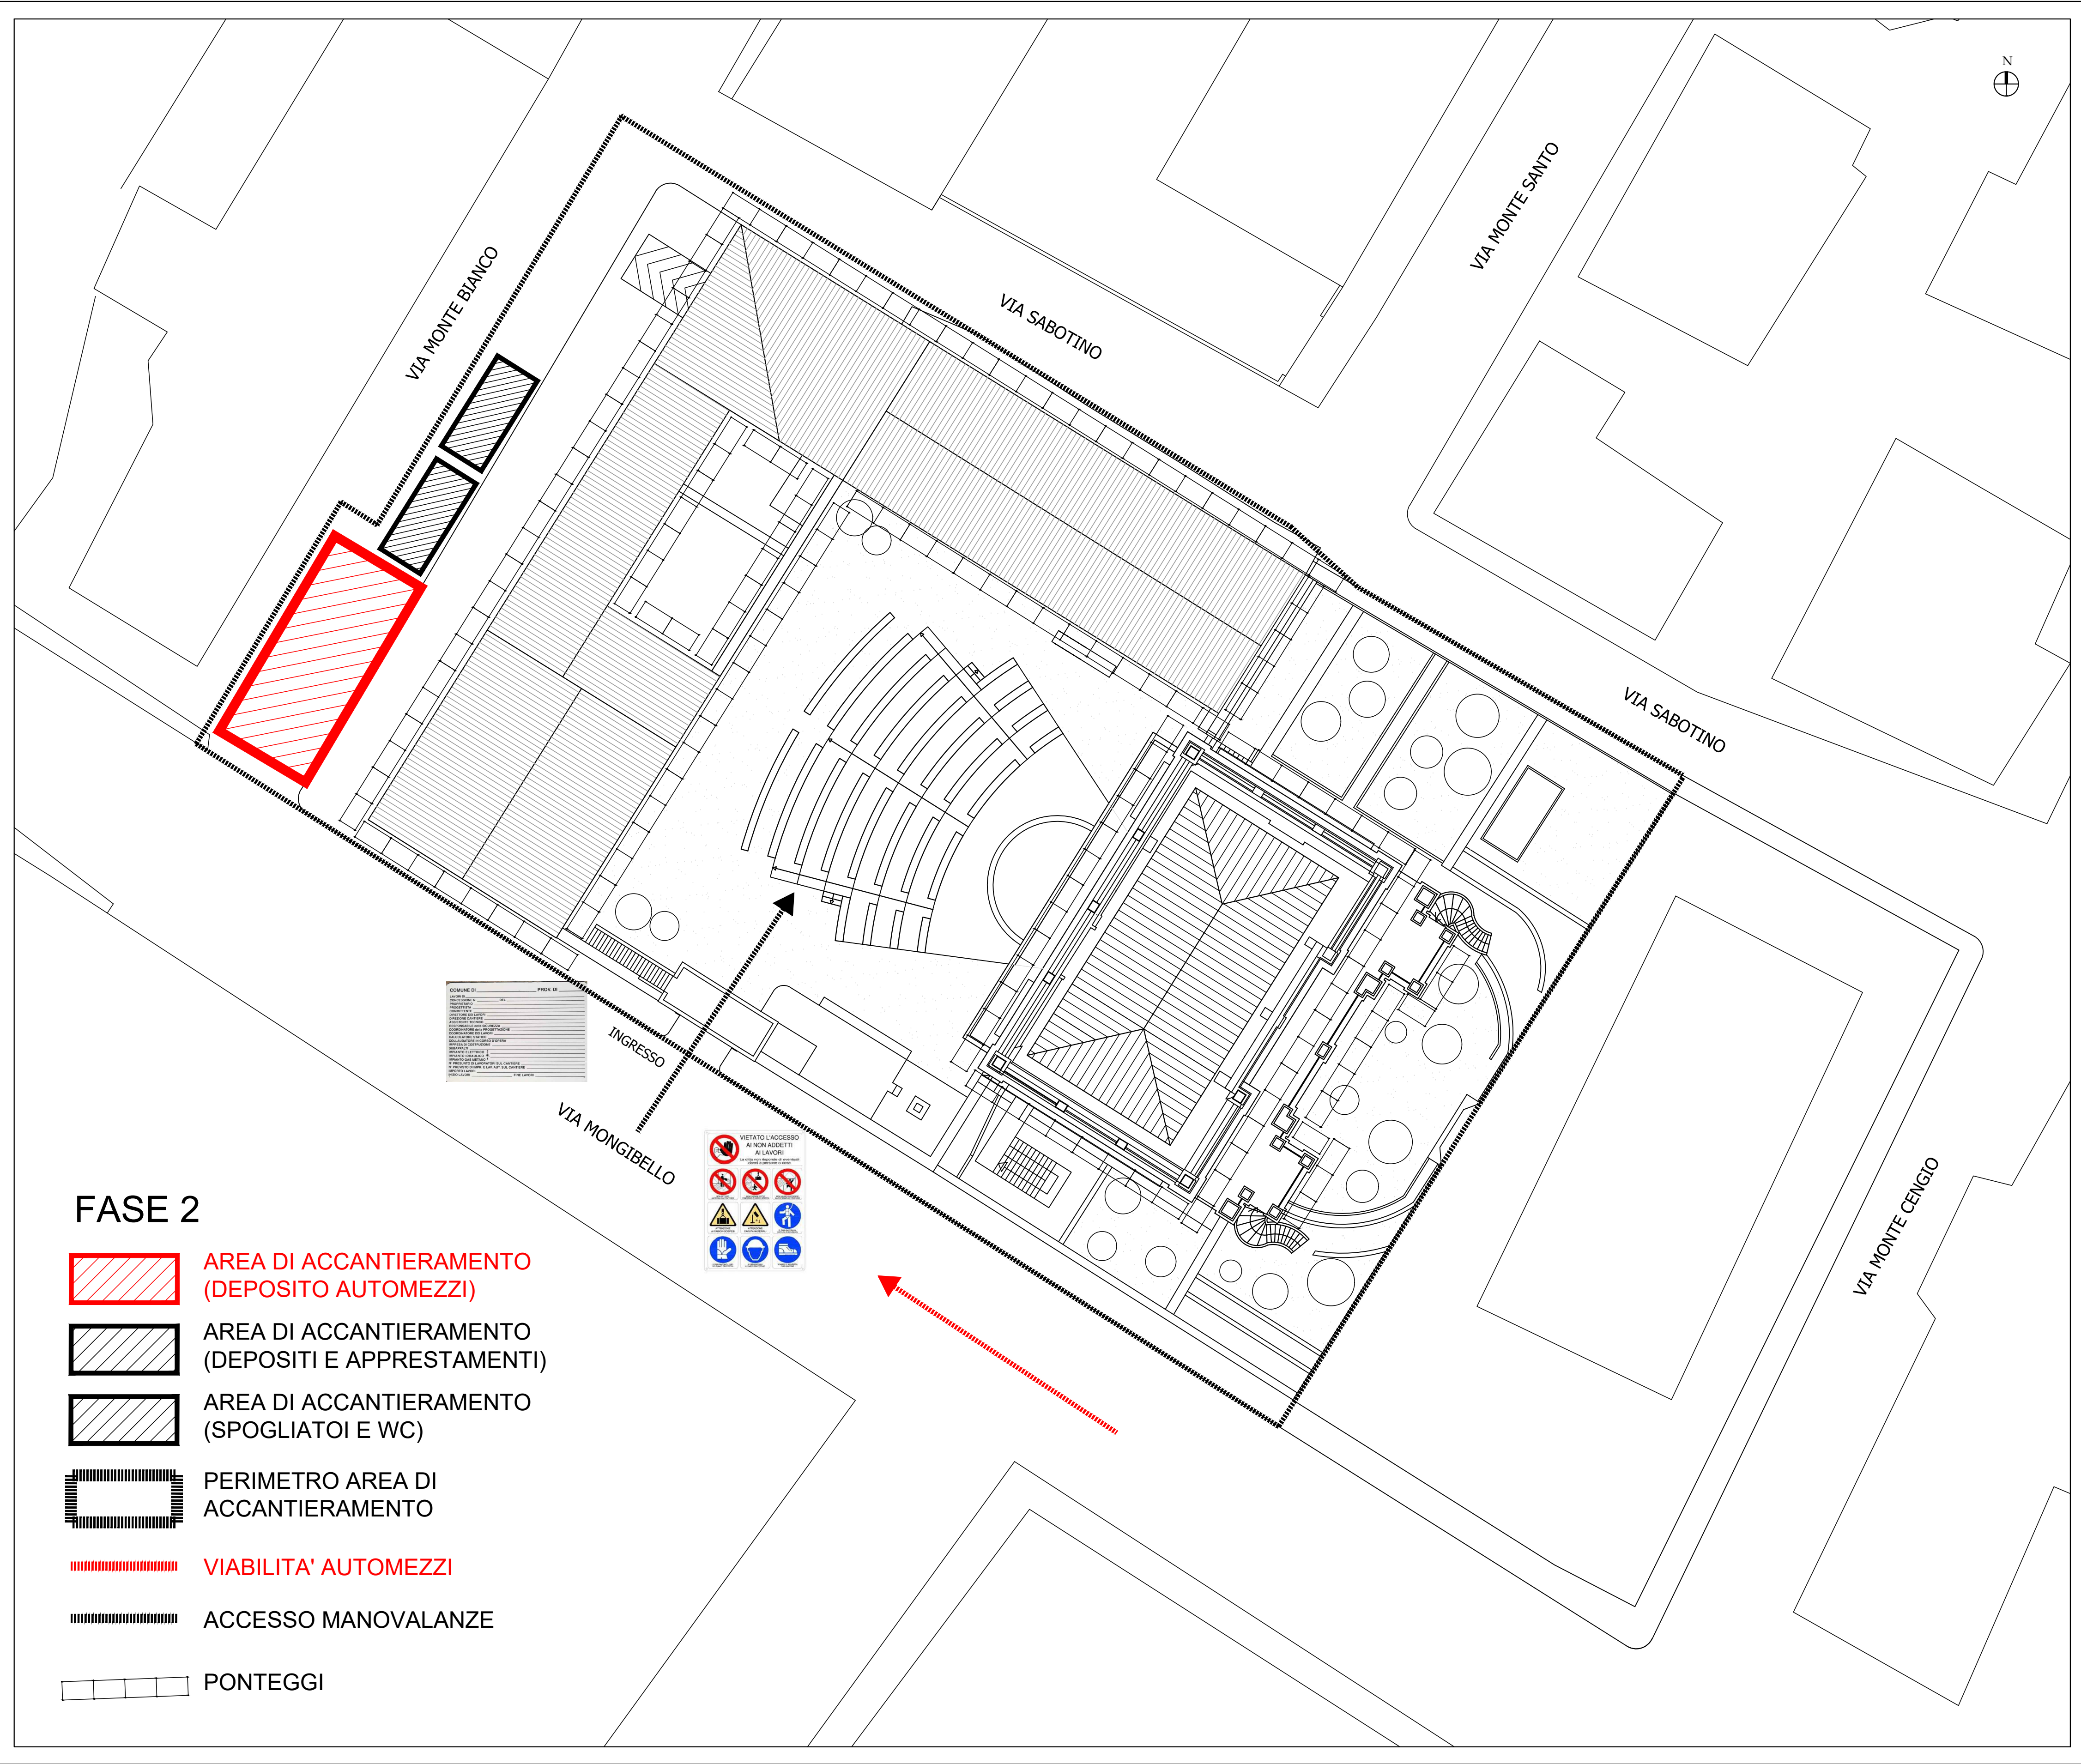 N
VIA MONTE SANTO
VIA MONTE BIANCO
VIA SABOTINO
VIA SABOTINO
COMUNE DI PROV. DI
INGRESSO
VIA MONGIBELLO
VIETATO L'ACCESSO
AI NON ADDETTI
AI LAVORI
VIA MONTE CENGIO
FASE 2
AREA DI ACCANTIERAMENTO
(DEPOSITO AUTOMEZZI)
AREA DI ACCANTIERAMENTO
(DEPOSITI E APPRESTAMENTI)
AREA DI ACCANTIERAMENTO
(SPOGLIATOI E WC)
PERIMETRO AREA DI
ACCANTIERAMENTO
VIABILITA' AUTOMEZZI
ACCESSO MANOVALANZE
PONTEGGI